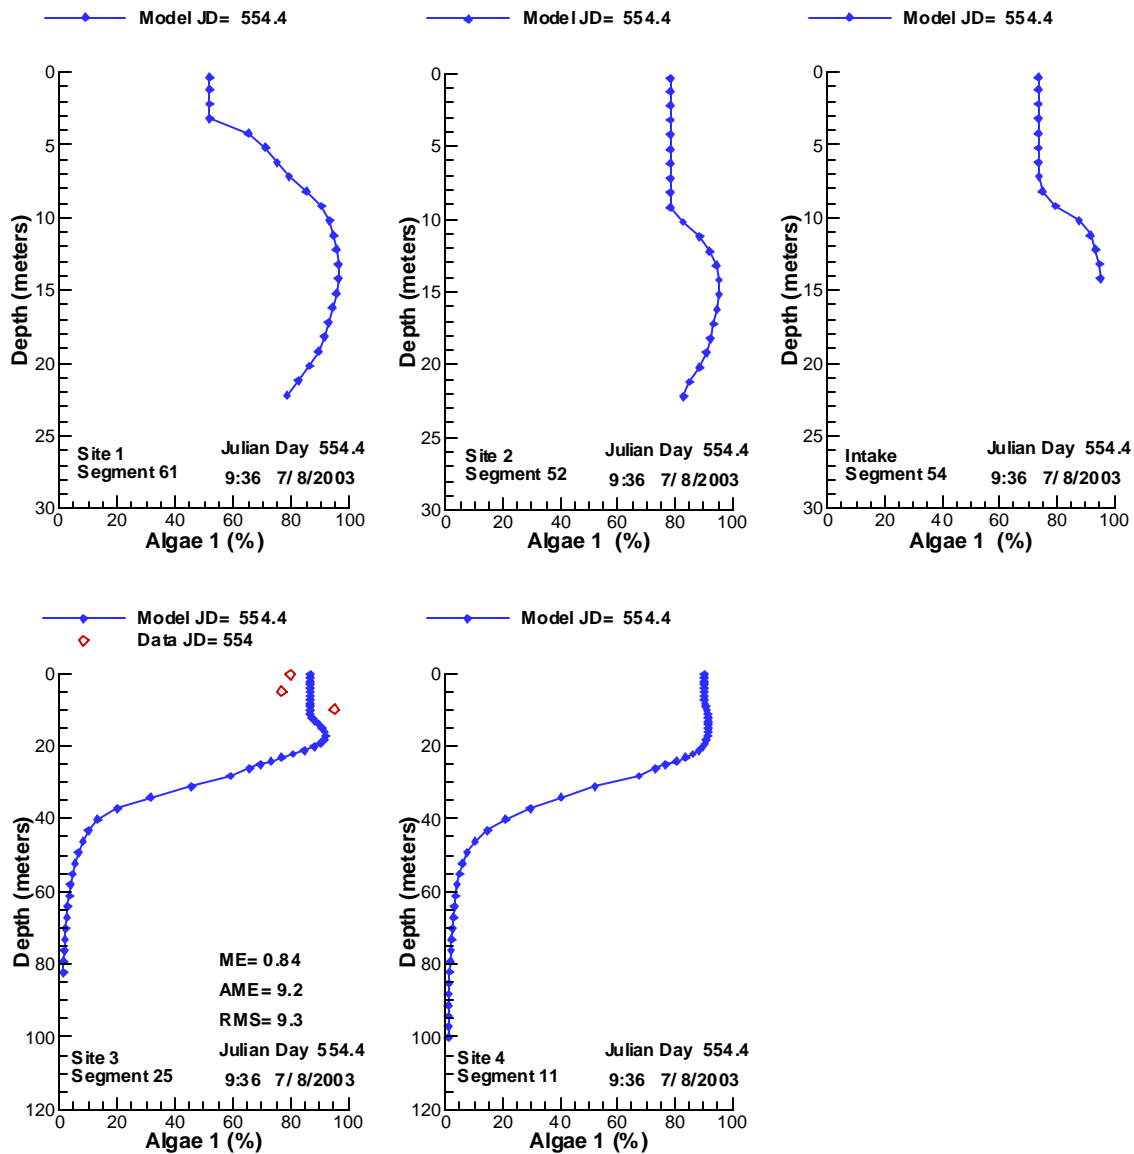 Model JD= 554.4
0
5
10
15
20
25
30
Depth (meters)
Site 1
Segment 61
Julian Day 554.4
9:36 7/ 8/2003
0 20 40 60 80 100
Algae 1 (%)
Model JD= 554.4
0
5
10
15
20
25
30
Depth (meters)
Site 2
Segment 52
Julian Day 554.4
9:36 7/ 8/2003
0 20 40 60 80 100
Algae 1 (%)
Model JD= 554.4
0
5
10
15
20
25
30
Depth (meters)
Intake
Segment 54
Julian Day 554.4
9:36 7/ 8/2003
0 20 40 60 80 100
Algae 1 (%)
Model JD= 554.4
Data JD= 554
0
20
40
60
80
100
120
Depth (meters)
ME= 0.84
AME= 9.2
RMS= 9.3
Site 3
Segment 25
Julian Day 554.4
9:36 7/ 8/2003
0 20 40 60 80 100
Algae 1 (%)
Model JD= 554.4
0
20
40
60
80
100
120
Depth (meters)
Site 4
Segment 11
Julian Day 554.4
9:36 7/ 8/2003
0 20 40 60 80 100
Algae 1 (%)